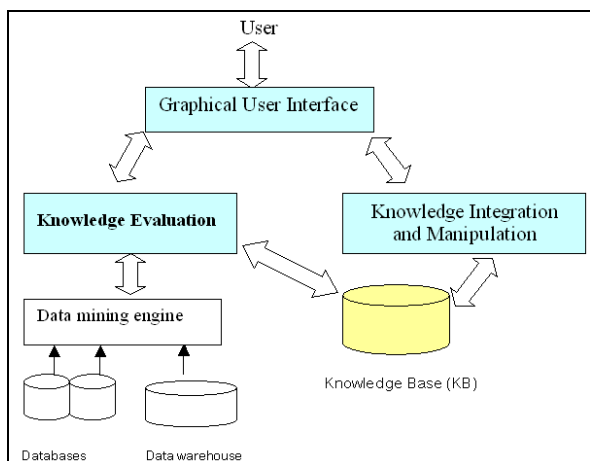 User
Graphical User Interface
Knowledge Evaluation
Knowledge Integration
and Manipulation
Data mining engine
Knowledge Base (KB)
Databases
Data warehouse